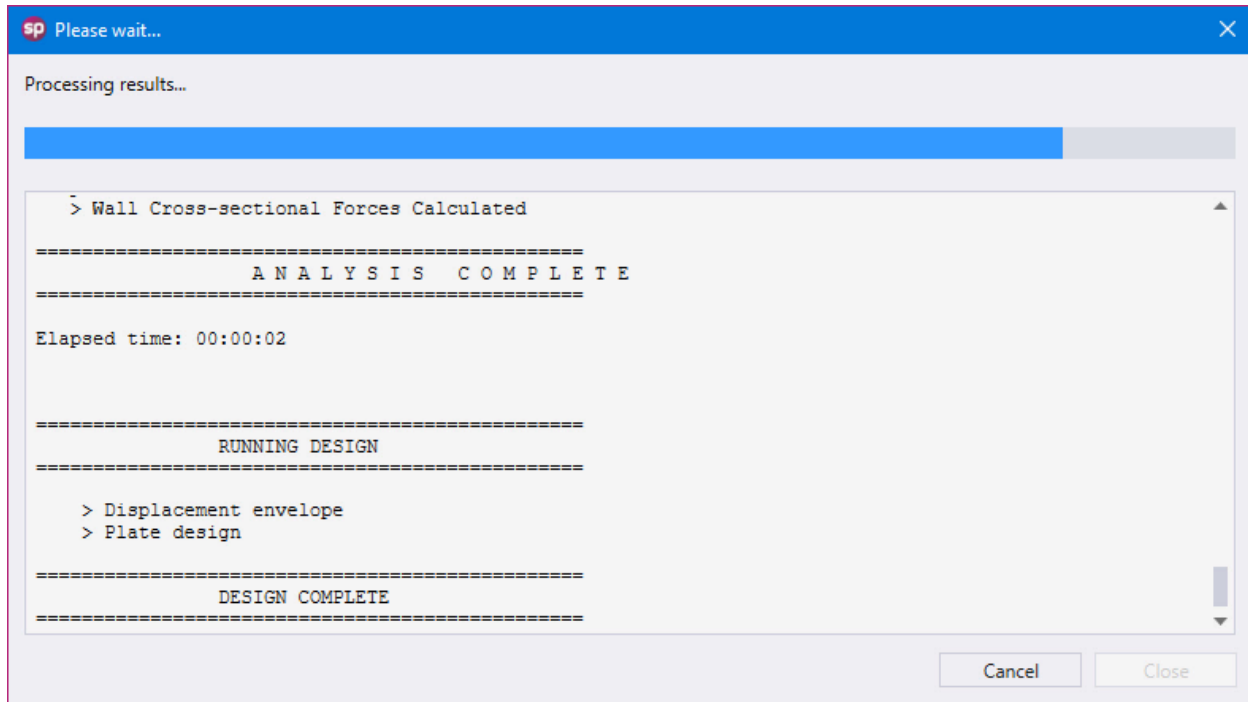 sp Please wait...
Processing results...
> Wall Cross-sectional Forces Calculated
================================================
A N A L Y S I S   C O M P L E T E
================================================
Elapsed time: 00:00:02
================================================
RUNNING DESIGN
================================================
> Displacement envelope
> Plate design
================================================
DESIGN COMPLETE
================================================
Cancel Close